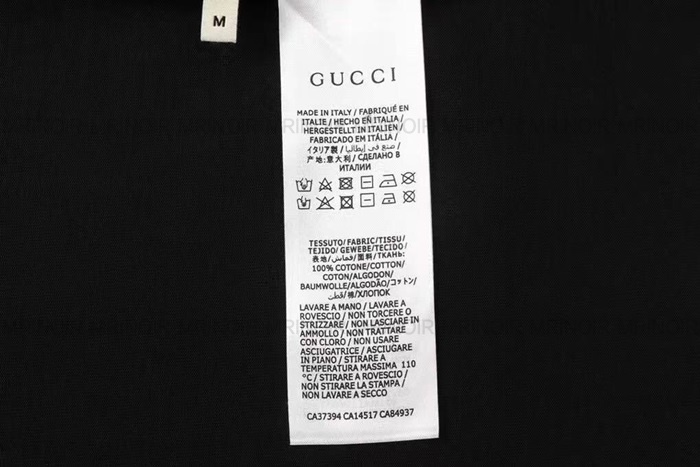 M
GUCCI
MADE IN ITALY / FABRIQUÉ EN
ITALIE / HECHO EN ITALIA /
HERGESTELLT IN ITALIEN /
FABRICADO EM ITÁLIA /
イタリア製 / صنع في إيطاليا /
产地:意大利 / СДЕЛАНО В
ИТАЛИИ
TESSUTO/FABRIC/TISSU/
TEJIDO/GEWEBE/TECIDO/
表地/قماش/面料/ТКАНЬ:
100% COTONE/COTTON/
COTON/ALGODON/
BAUMWOLLE/ALGODÃO/コットン/
قطن/棉/ХЛОПОК
LAVARE A MANO / LAVARE A
ROVESCIO / NON TORCERE O
STRIZZARE / NON LASCIARE IN
AMMOLLO / NON TRATTARE
CON CLORO / NON USARE
ASCIUGATRICE / ASCIUGARE
IN PIANO / STIRARE A
TEMPERATURA MASSIMA 110
°C / STIRARE A ROVESCIO /
NON STIRARE LA STAMPA /
NON LAVARE A SECCO
CA37394 CA14517 CA84937